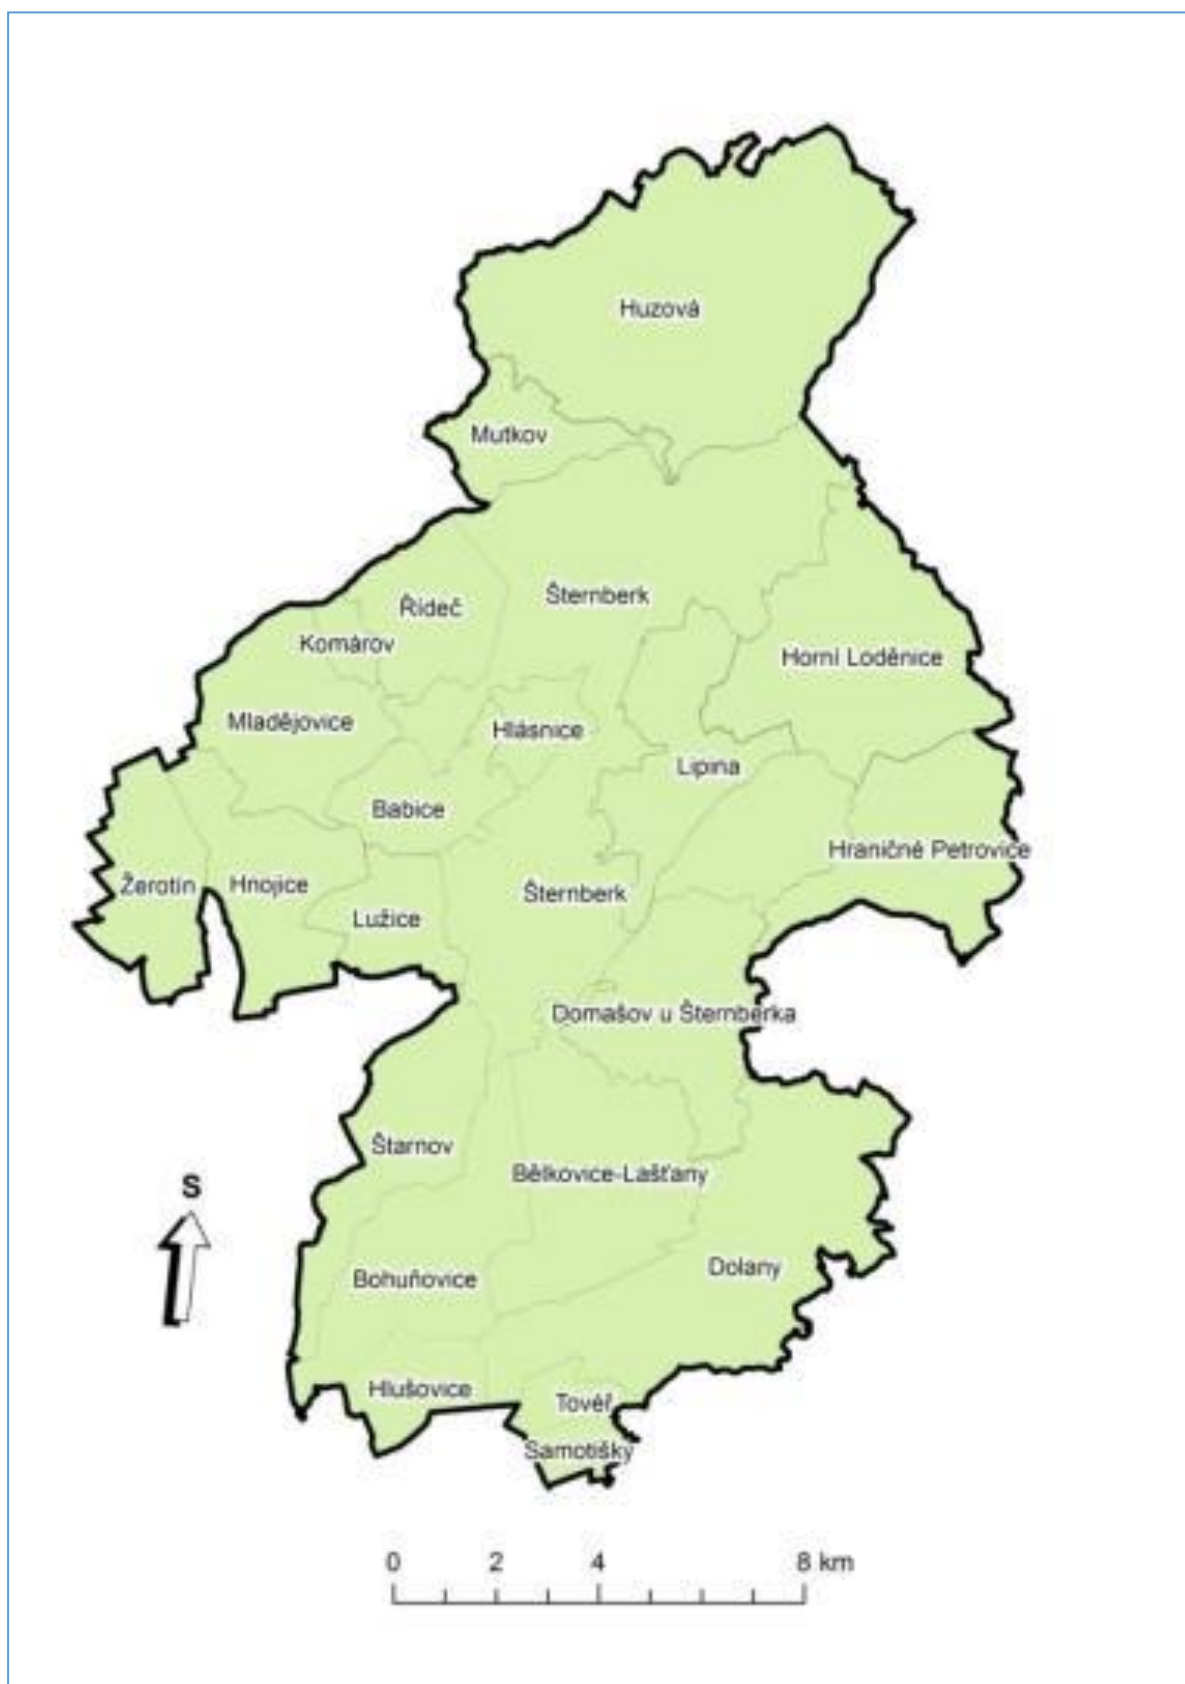 Huzová
Mutkov
Šternberk
Řídeč
Komárov
Horní Loděnice
Mladějovice
Hlásnice
Lipina
Babice
Hraničné Petrovice
Žerotín
Hnojice
Šternberk
Lužice
Domašov u Šternberka
Štarnov
Bělkovice-Lašťany
S
Dolany
Bohuňovice
Hlušovice
Tovéř
Samotišky
0 2 4 8 km